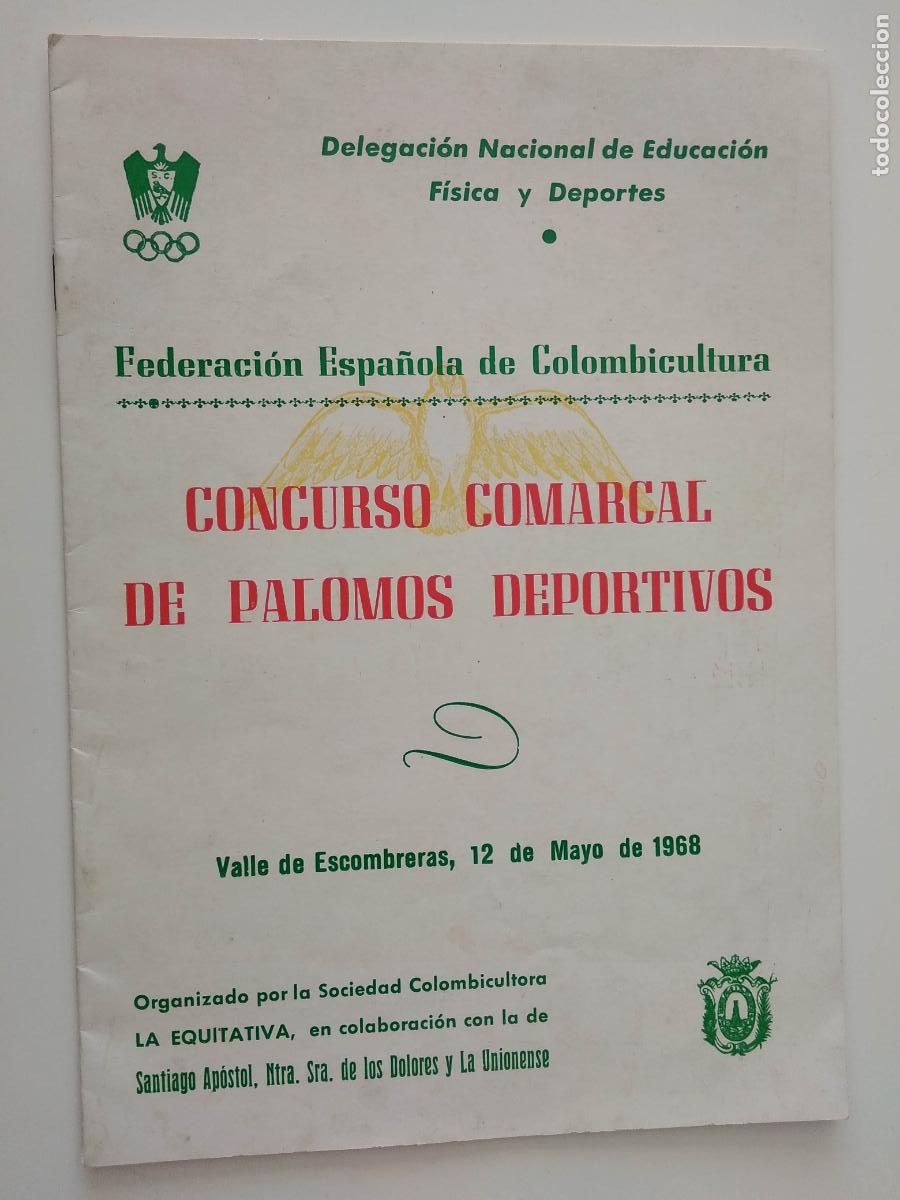 todocoleccion
S. C.
Delegación Nacional de Educación
Física y Deportes
Federación Española de Colombicultura
CONCURSO COMARCAL
DE PALOMOS DEPORTIVOS
Valle de Escombreras, 12 de Mayo de 1968
Organizado por la Sociedad Colombicultora
LA EQUITATIVA, en colaboración con la de
Santiago Apóstol, Ntra. Sra. de los Dolores y La Unionense